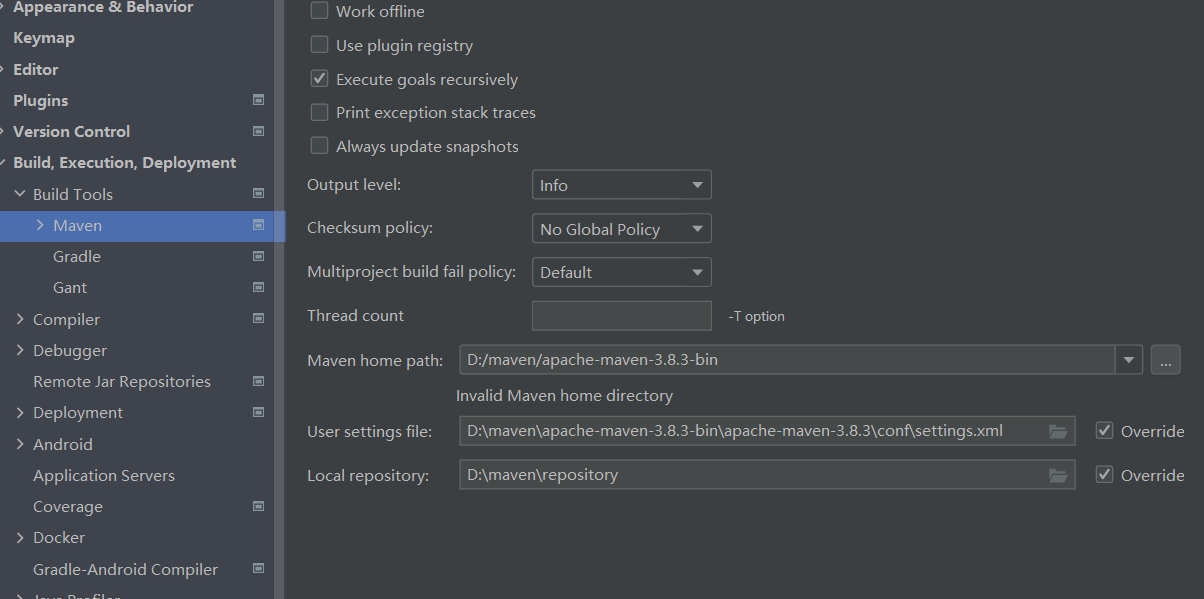 Appearance & Behavior
Keymap
Editor
Plugins
Version Control
Build, Execution, Deployment
Build Tools
Maven
Gradle
Gant
Compiler
Debugger
Remote Jar Repositories
Deployment
Android
Application Servers
Coverage
Docker
Gradle-Android Compiler
Java Profiler
Work offline
Use plugin registry
Execute goals recursively
Print exception stack traces
Always update snapshots
Output level: Info
Checksum policy: No Global Policy
Multiproject build fail policy: Default
Thread count -T option
Maven home path: D:/maven/apache-maven-3.8.3-bin ...
Invalid Maven home directory
User settings file: D:\maven\apache-maven-3.8.3-bin\apache-maven-3.8.3\conf\settings.xml Override
Local repository: D:\maven\repository Override